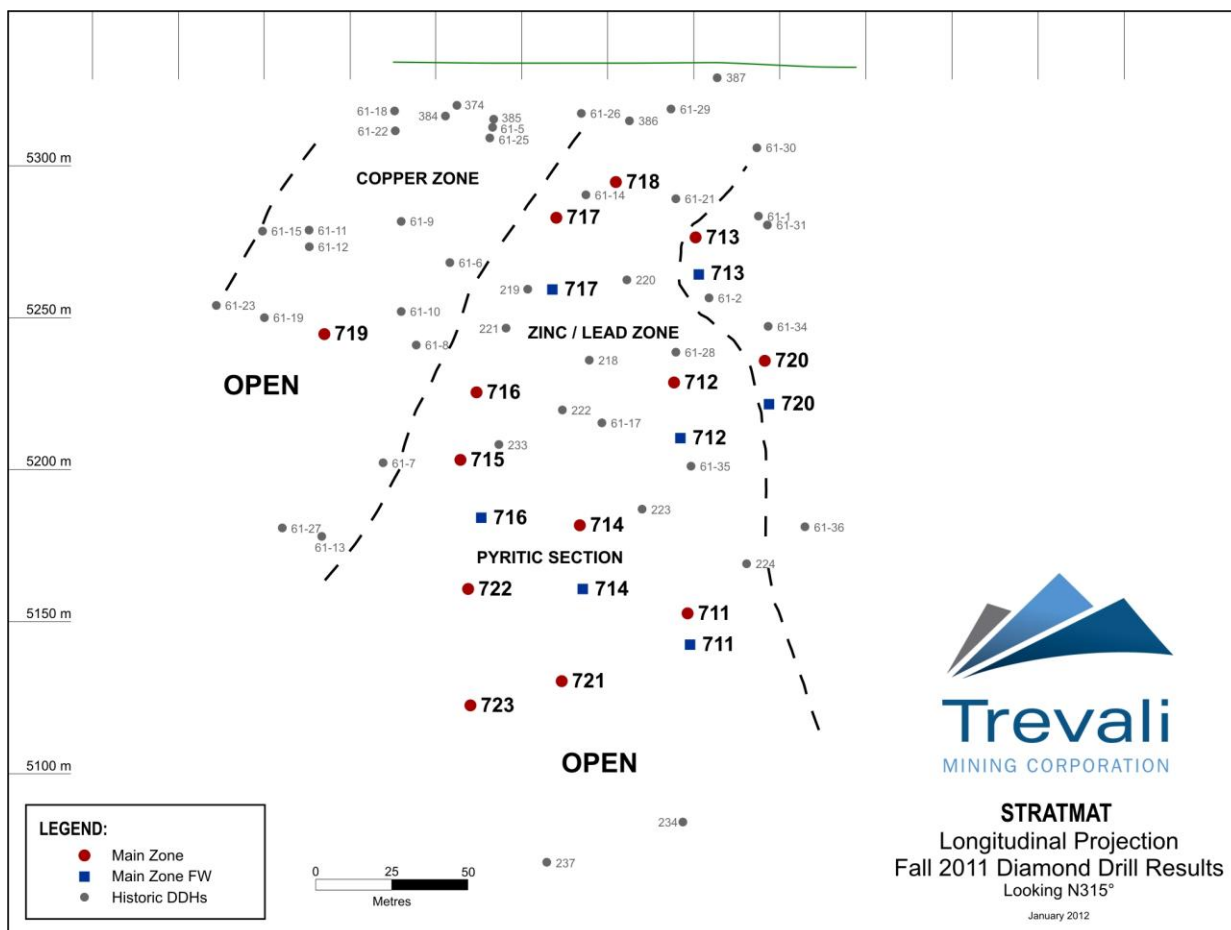 387
374
61-18
384
385
61-26
61-29
386
61-5
61-22
61-25
61-30
5300 m
COPPER ZONE
718
61-14
61-21
717
61-1
61-9
61-31
61-15
61-11
713
61-12
61-6
713
220
219
717
61-2
61-23
61-10
5250 m
61-19
221
61-34
719
ZINC / LEAD ZONE
61-8
218
61-28
720
OPEN
712
716
720
222
61-17
712
233
715
61-7
61-35
5200 m
223
716
714
61-27
61-36
61-13
PYRITIC SECTION
224
722
714
711
5150 m
711
721
723
OPEN
5100 m
234
237
LEGEND:
Main Zone
Main Zone FW
Historic DDHs
0 25 50
Metres
Trevali
MINING CORPORATION
STRATMAT
Longitudinal Projection
Fall 2011 Diamond Drill Results
Looking N315°
January 2012